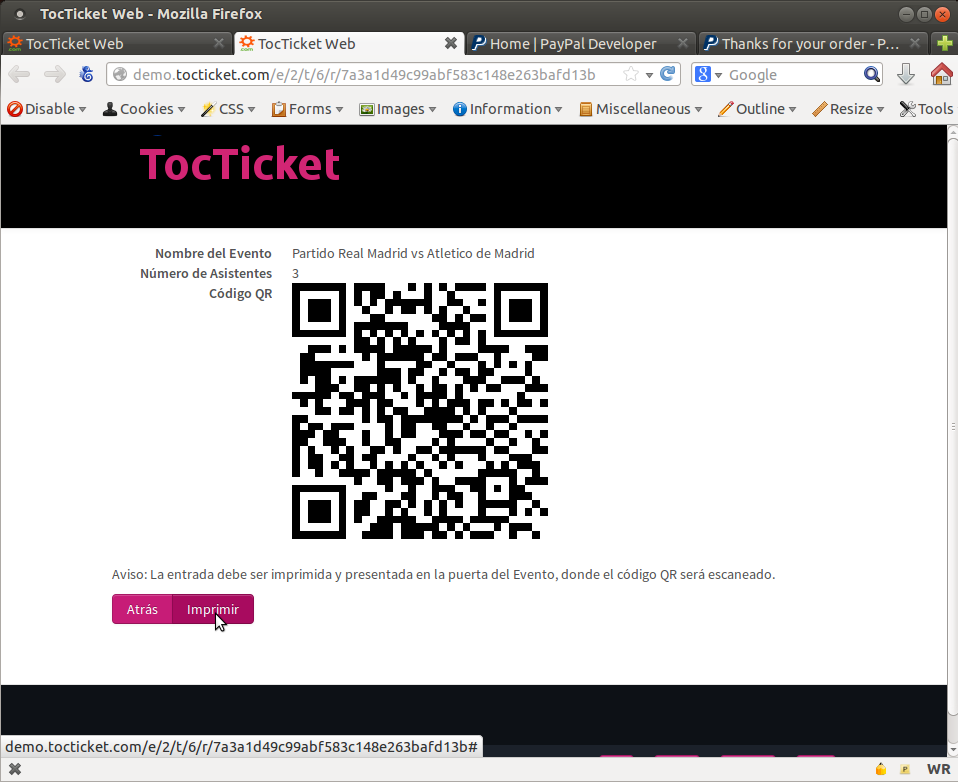 TocTicket Web - Mozilla Firefox
TocTicket Web
TocTicket Web
Home | PayPal Developer
Thanks for your order - P...
demo.tocticket.com/e/2/t/6/r/7a3a1d49c99abf583c148e263bafd13b
Google
Disable Cookies CSS Forms Images Information Miscellaneous Outline Resize Tools
TocTicket
Nombre del Evento Partido Real Madrid vs Atletico de Madrid
Número de Asistentes 3
Código QR
Aviso: La entrada debe ser imprimida y presentada en la puerta del Evento, donde el código QR será escaneado.
Atrás Imprimir
demo.tocticket.com/e/2/t/6/r/7a3a1d49c99abf583c148e263bafd13b#
WR